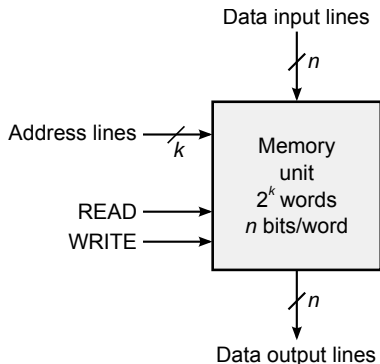 Data input lines
n
Address lines
k
Memory
unit
2^k words
n bits/word
READ
WRITE
n
Data output lines